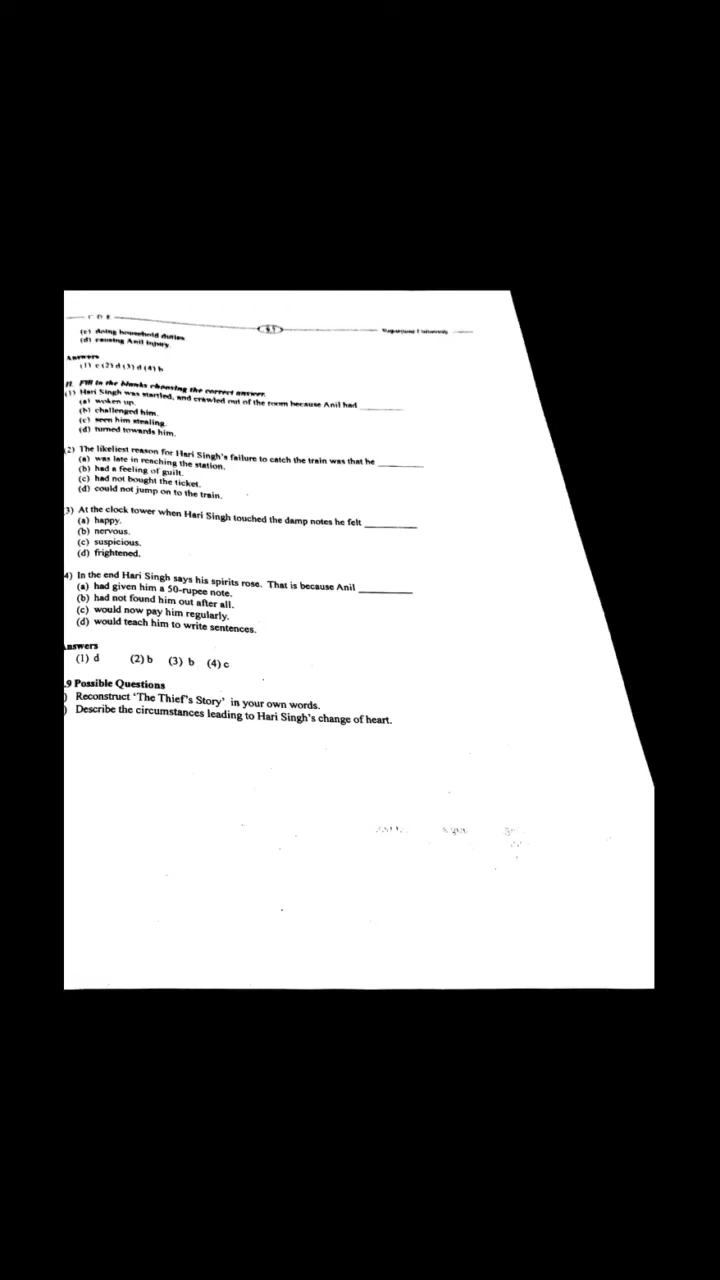 C D E 8.5 Nagarjuna University
(c) doing household duties
(d) causing Anil injury.
Answers
(1) c (2) d (3) d (4) b
II. Fill in the blanks choosing the correct answer.
(1) Hari Singh was startled, and crawled out of the room because Anil had ________
(a) woken up.
(b) challenged him.
(c) seen him stealing.
(d) turned towards him.
2) The likeliest reason for Hari Singh's failure to catch the train was that he ________
(a) was late in reaching the station.
(b) had a feeling of guilt.
(c) had not bought the ticket.
(d) could not jump on to the train.
3) At the clock tower when Hari Singh touched the damp notes he felt ________
(a) happy.
(b) nervous.
(c) suspicious.
(d) frightened.
4) In the end Hari Singh says his spirits rose. That is because Anil ________
(a) had given him a 50-rupee note.
(b) had not found him out after all.
(c) would now pay him regularly.
(d) would teach him to write sentences.
nswers
(1) d (2) b (3) b (4) c
.9 Possible Questions
) Reconstruct 'The Thief's Story' in your own words.
) Describe the circumstances leading to Hari Singh's change of heart.